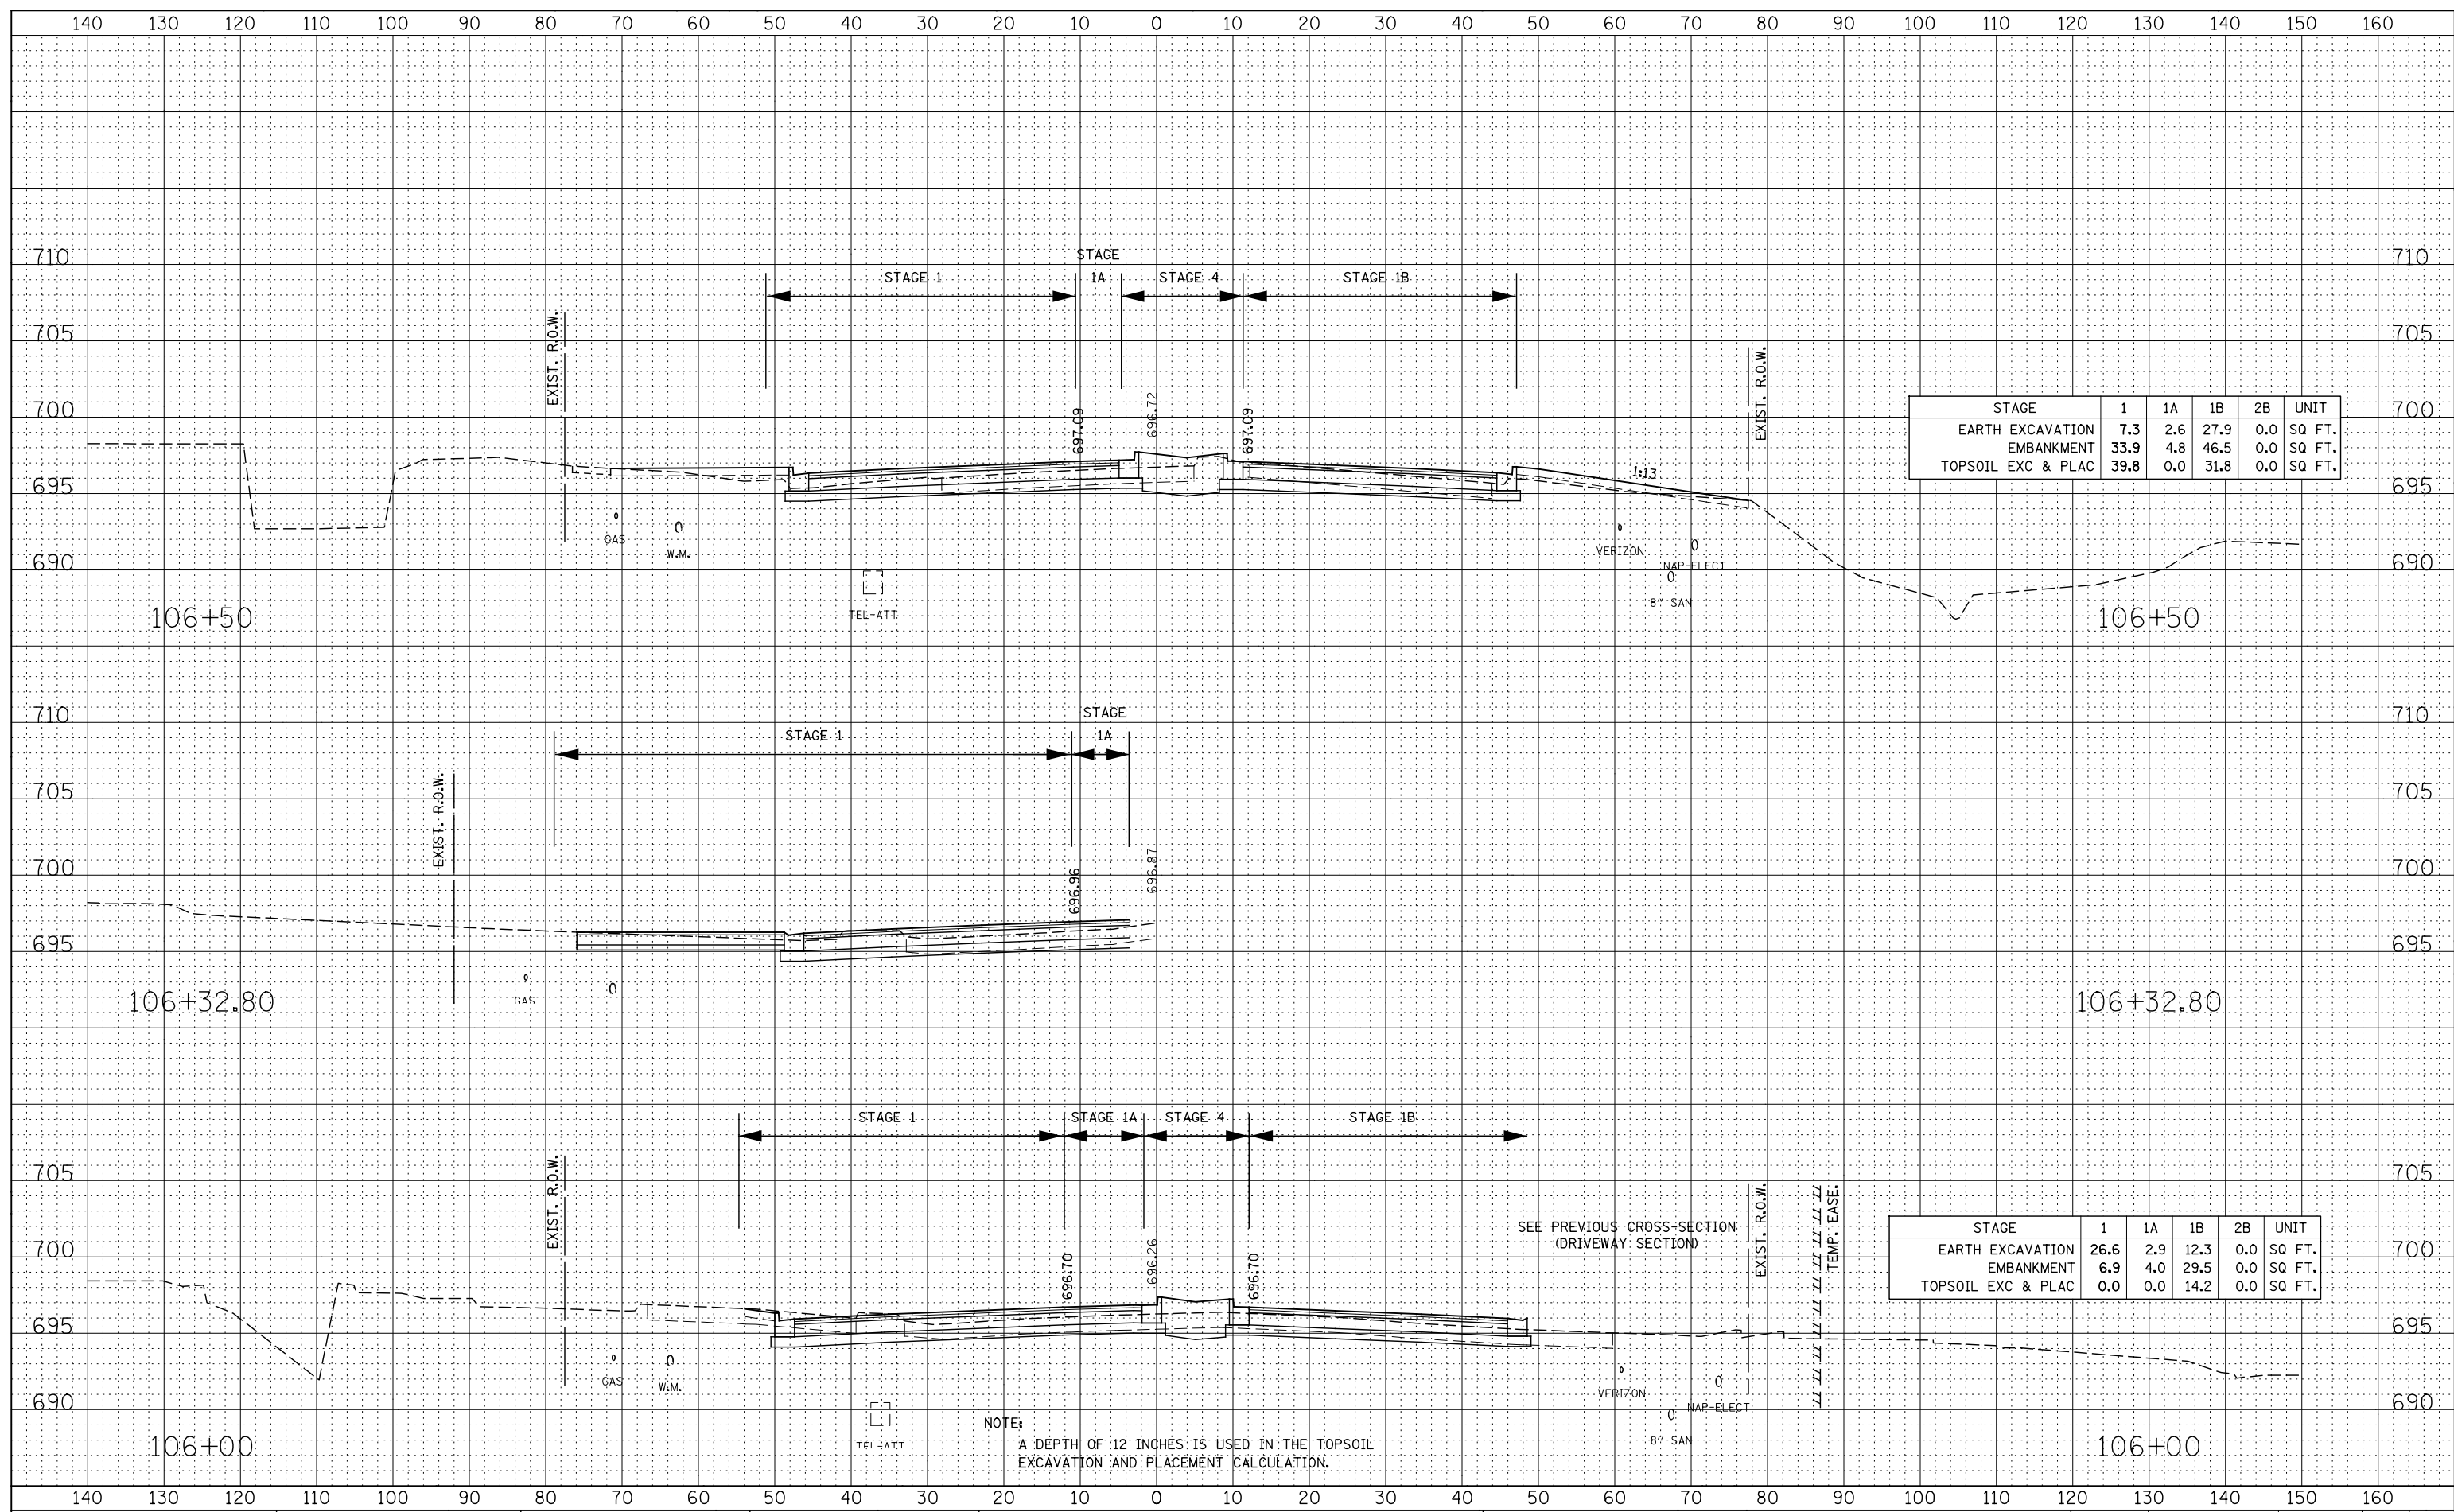 140 130 120 110 100 90 80 70 60 50 40 30 20 10 0 10 20 30 40 50 60 70 80 90 100 110 120 130 140 150 160
STAGE
710 710
STAGE 1 1A STAGE 4 STAGE 1B
EXIST. R.O.W.
705 705
EXIST. R.O.W.
697.09 696.72 697.09
700 700
STAGE 1 1A 1B 2B UNIT
EARTH EXCAVATION 7.3 2.6 27.9 0.0 SQ FT.
EMBANKMENT 33.9 4.8 46.5 0.0 SQ FT.
TOPSOIL EXC & PLAC 39.8 0.0 31.8 0.0 SQ FT.
1:13
695 695
GAS
W.M.
VERIZON
NAP-ELECT
690 690
8" SAN
TEL-ATT
106+50 106+50
STAGE
710 710
STAGE 1 1A
EXIST. R.O.W.
705 705
696.96 696.87
700 700
695 695
GAS
106+32.80 106+32.80
STAGE 1 STAGE 1A STAGE 4 STAGE 1B
EXIST. R.O.W.
705 705
EXIST. R.O.W.
TEMP. EASE.
SEE PREVIOUS CROSS-SECTION
(DRIVEWAY SECTION)
696.70 696.26 696.70
700 700
STAGE 1 1A 1B 2B UNIT
EARTH EXCAVATION 26.6 2.9 12.3 0.0 SQ FT.
EMBANKMENT 6.9 4.0 29.5 0.0 SQ FT.
TOPSOIL EXC & PLAC 0.0 0.0 14.2 0.0 SQ FT.
695 695
GAS
W.M.
VERIZON
NAP-ELECT
690 690
8" SAN
TEL-ATT
NOTE:
A DEPTH OF 12 INCHES IS USED IN THE TOPSOIL
EXCAVATION AND PLACEMENT CALCULATION.
106+00 106+00
140 130 120 110 100 90 80 70 60 50 40 30 20 10 0 10 20 30 40 50 60 70 80 90 100 110 120 130 140 150 160